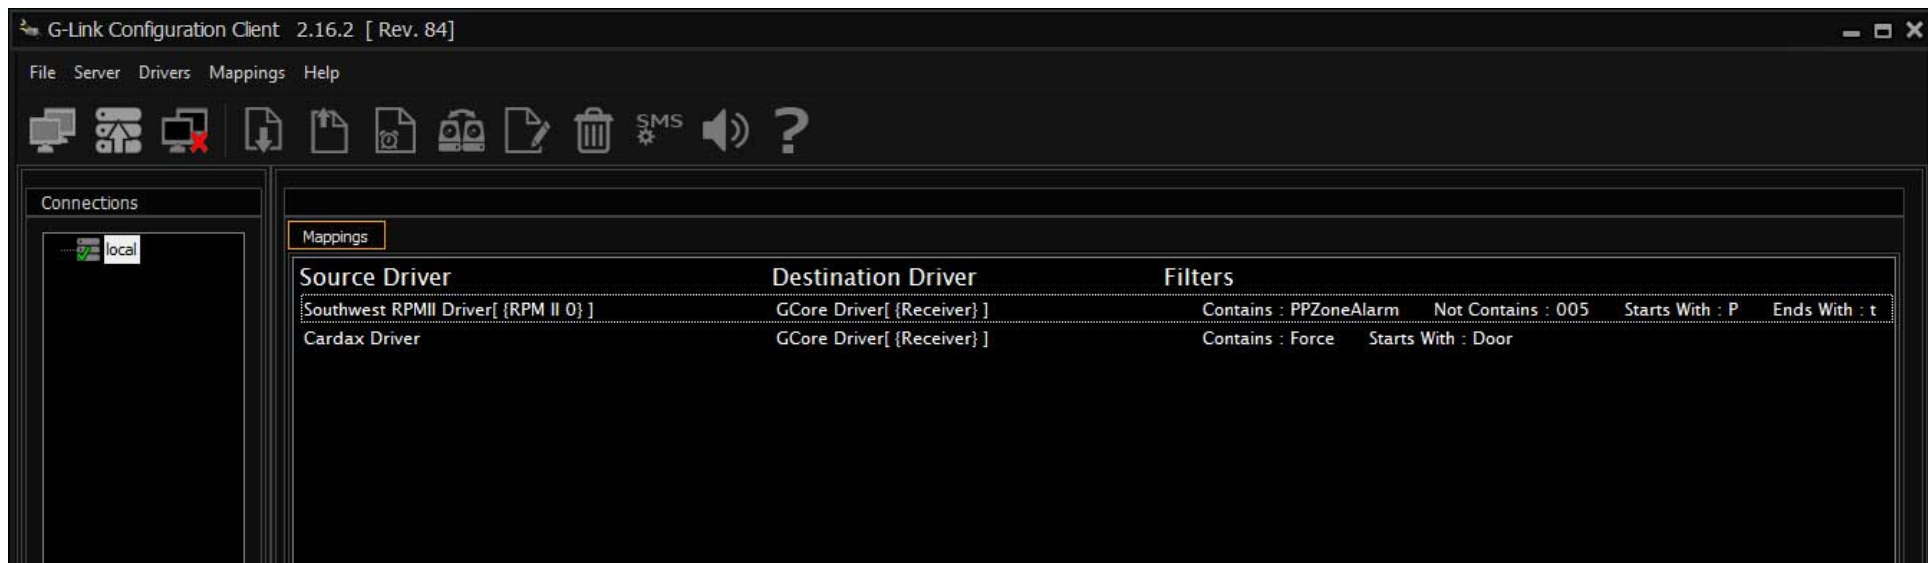 G-Link Configuration Client 2.16.2 [ Rev. 84]
File Server Drivers Mappings Help
SMS ?
Connections
local
Mappings
Source Driver Destination Driver Filters
Southwest RPMII Driver[ {RPM II 0} ] GCore Driver[ {Receiver} ] Contains : PPZoneAlarm Not Contains : 005 Starts With : P Ends With : t
Cardax Driver GCore Driver[ {Receiver} ] Contains : Force Starts With : Door